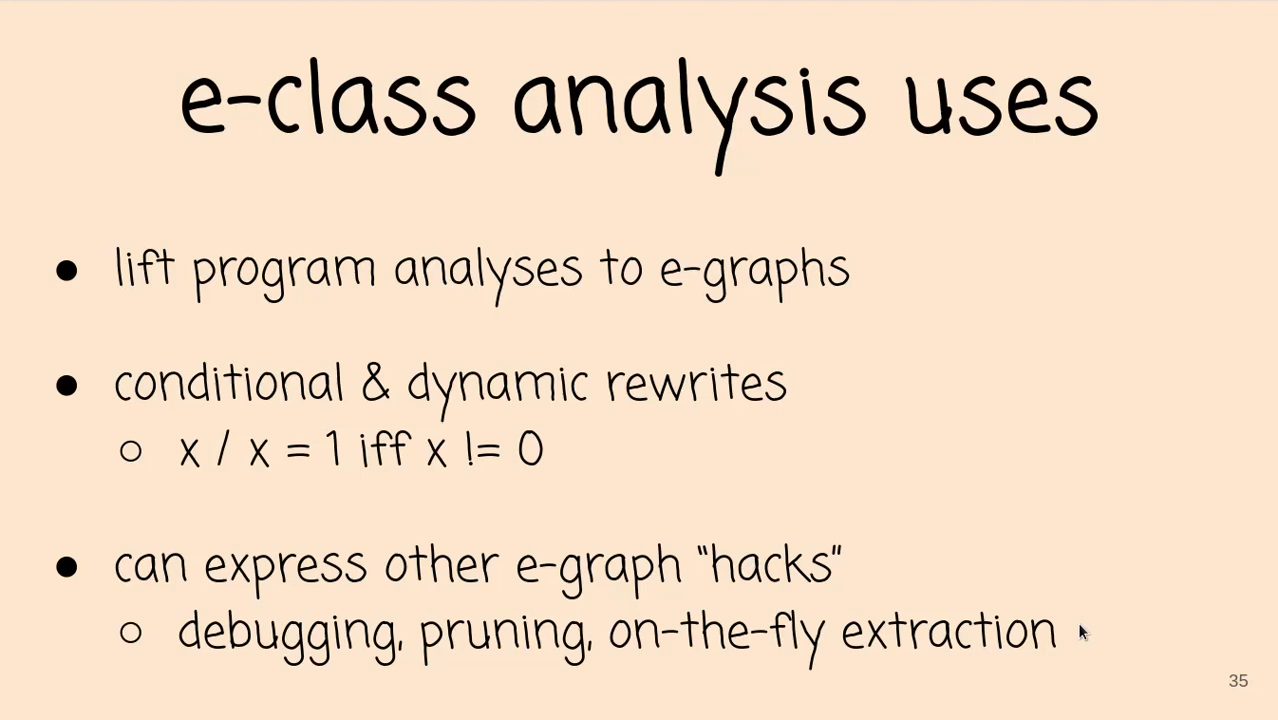 e-class analysis uses
● lift program analyses to e-graphs
● conditional & dynamic rewrites
○ x / x = 1 iff x != 0
● can express other e-graph "hacks"
○ debugging, pruning, on-the-fly extraction
35